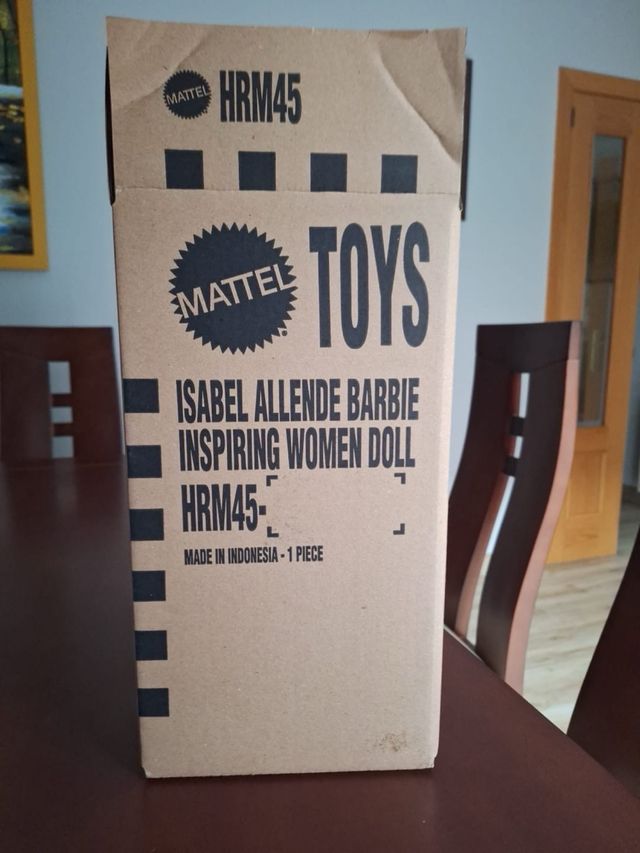 MATTEL HRM45
MATTEL TOYS
ISABEL ALLENDE BARBIE
INSPIRING WOMEN DOLL
HRM45-
MADE IN INDONESIA - 1 PIECE